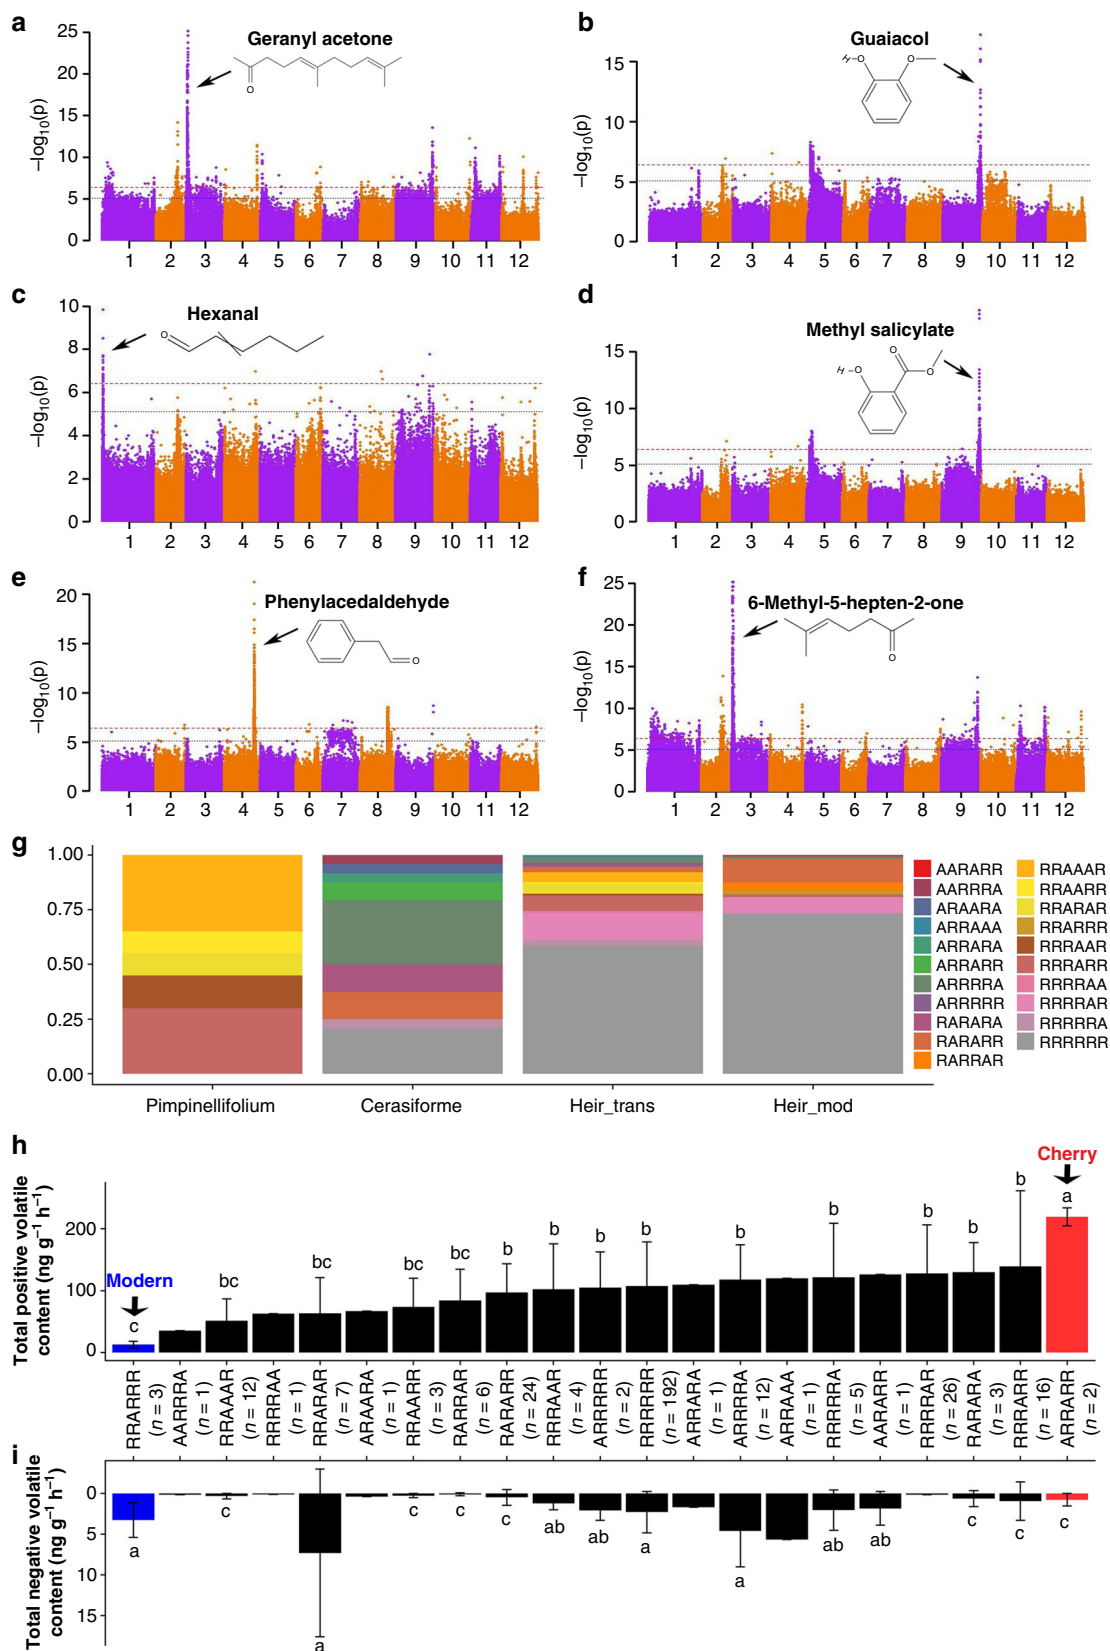 a
Geranyl acetone
O
−log10(p)
25
20
15
10
5
0
1 2 3 4 5 6 7 8 9 10 11 12
b
Guaiacol
H O O
−log10(p)
15
10
5
0
1 2 3 4 5 6 7 8 9 10 11 12
c
Hexanal
O
−log10(p)
10
8
6
4
2
0
1 2 3 4 5 6 7 8 9 10 11 12
d
Methyl salicylate
O
H O O
−log10(p)
15
10
5
0
1 2 3 4 5 6 7 8 9 10 11 12
e
Phenylacedaldehyde
O
−log10(p)
20
15
10
5
0
1 2 3 4 5 6 7 8 9 10 11 12
f
6-Methyl-5-hepten-2-one
O
−log10(p)
25
20
15
10
5
0
1 2 3 4 5 6 7 8 9 10 11 12
g
1.00
0.75
0.50
0.25
0.00
Pimpinellifolium Cerasiforme Heir_trans Heir_mod
AARARR
AARRRA
ARAARA
ARRAAA
ARRARA
ARRARR
ARRRRA
ARRRRR
RARARA
RARARR
RARRAR
RRAAAR
RRAARR
RRARAR
RRARRR
RRRAAR
RRRARR
RRRRAA
RRRRAR
RRRRRA
RRRRRR
h
Total positive volatile
content (ng g−1 h−1)
200
100
0
Modern
Cherry
c bc bc bc bc b b b b b b b b b a
RRARRR (n = 3)
AARRRA (n = 1)
RRAAAR (n = 12)
RRRRAA (n = 1)
RRARAR (n = 7)
ARAARA (n = 1)
RRAARR (n = 3)
RARRAR (n = 6)
RARARR (n = 24)
RRRAAR (n = 4)
ARRRRR (n = 2)
RRRRRR (n = 192)
ARRARA (n = 1)
ARRRRA (n = 12)
ARRAAA (n = 1)
RRRRRA (n = 5)
AARARR (n = 1)
RRRRAR (n = 26)
RARARA (n = 3)
RRRARR (n = 16)
ARRARR (n = 2)
i
Total negative volatile
content (ng g−1 h−1)
0
5
10
15
a c a c c c ab ab a a ab ab c c c